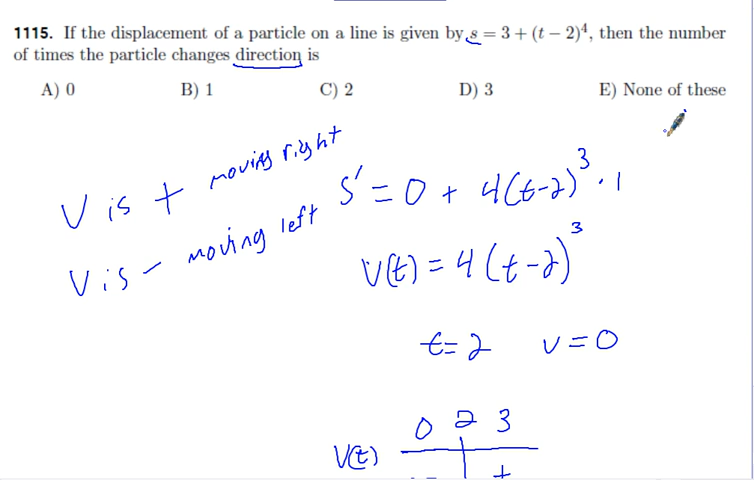 1115. If the displacement of a particle on a line is given by s = 3 + (t − 2)⁴, then the number
of times the particle changes direction is
A) 0 B) 1 C) 2 D) 3 E) None of these
V is + moving right
S' = 0 + 4(t-2)³ · 1
V is - moving left
V(t) = 4(t-2)³
t = 2 v = 0
0 2 3
V(t)
- +